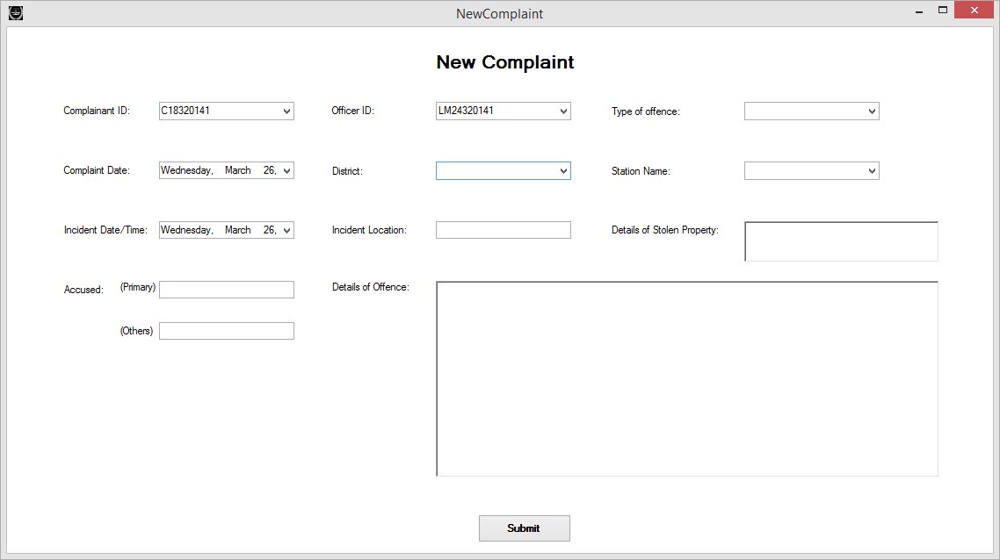 NewComplaint
New Complaint
Complainant ID: C18320141 Officer ID: LM24320141 Type of offence:
Complaint Date: Wednesday, March 26, District: Station Name:
Incident Date/Time: Wednesday, March 26, Incident Location: Details of Stolen Property:
Accused: (Primary) Details of Offence:
(Others)
Submit